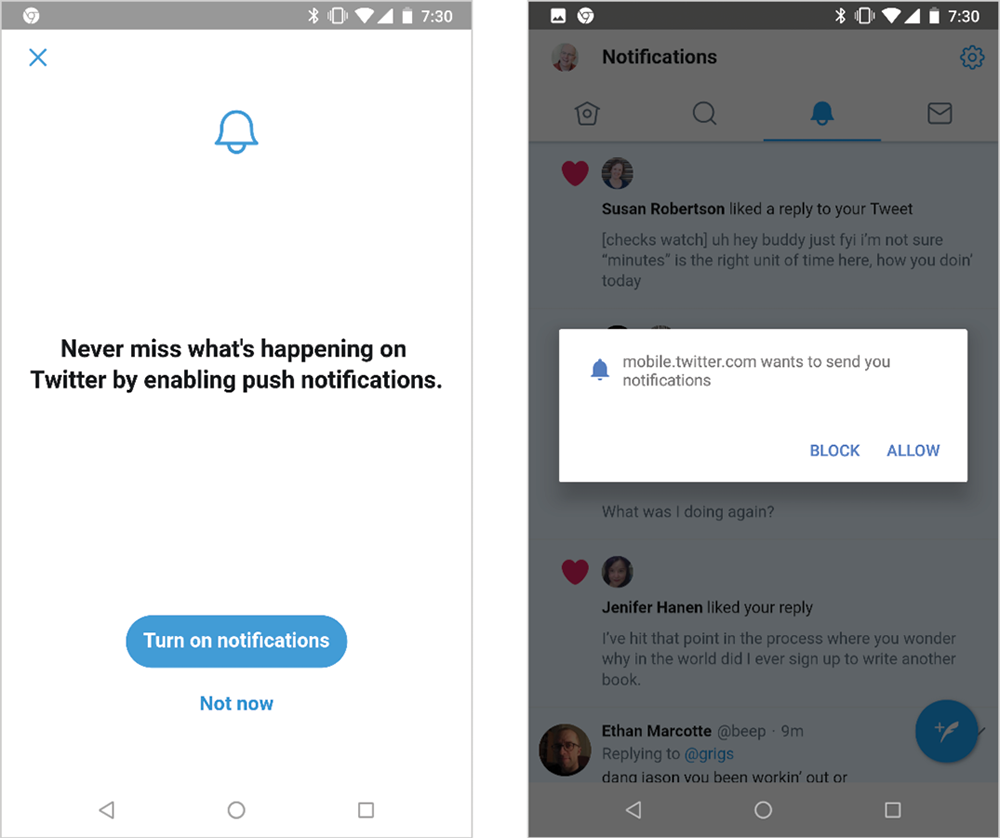 7:30
Never miss what's happening on
Twitter by enabling push notifications.
Turn on notifications
Not now
7:30
Notifications
Susan Robertson liked a reply to your Tweet
[checks watch] uh hey buddy just fyi i’m not sure
“minutes” is the right unit of time here, how you doin’
today
mobile.twitter.com wants to send you
notifications
BLOCK ALLOW
What was I doing again?
Jenifer Hanen liked your reply
I’ve hit that point in the process where you wonder
why in the world did I ever sign up to write another
book.
Ethan Marcotte @beep · 9m
Replying to @grigs
dang jason you been workin’ out or